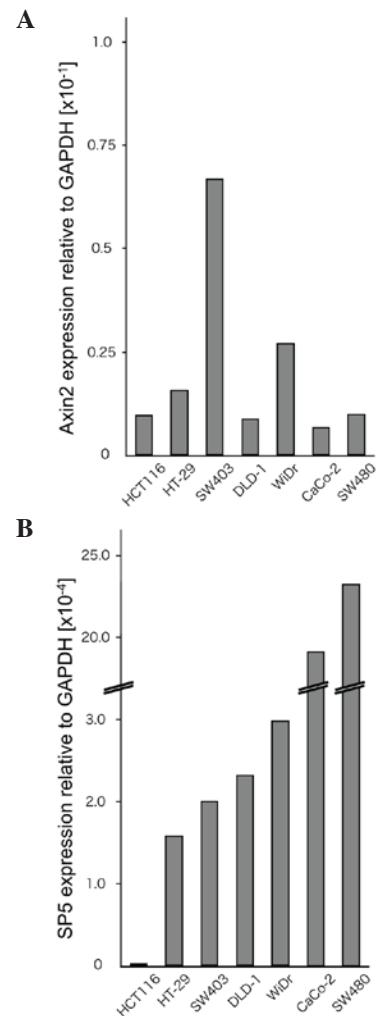 A
Axin2 expression relative to GAPDH [x10⁻¹]
1.0
0.75
0.5
0.25
0
HCT116
HT-29
SW403
DLD-1
WiDr
CaCo-2
SW480
B
SP5 expression relative to GAPDH [x10⁻⁴]
25.0
20.0
3.0
2.0
1.0
0
HCT116
HT-29
SW403
DLD-1
WiDr
CaCo-2
SW480